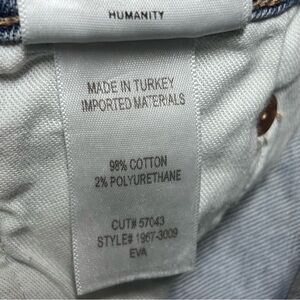 HUMANITY
MADE IN TURKEY
IMPORTED MATERIALS
98% COTTON
2% POLYURETHANE
CUT# 57043
STYLE# 1967-3009
EVA